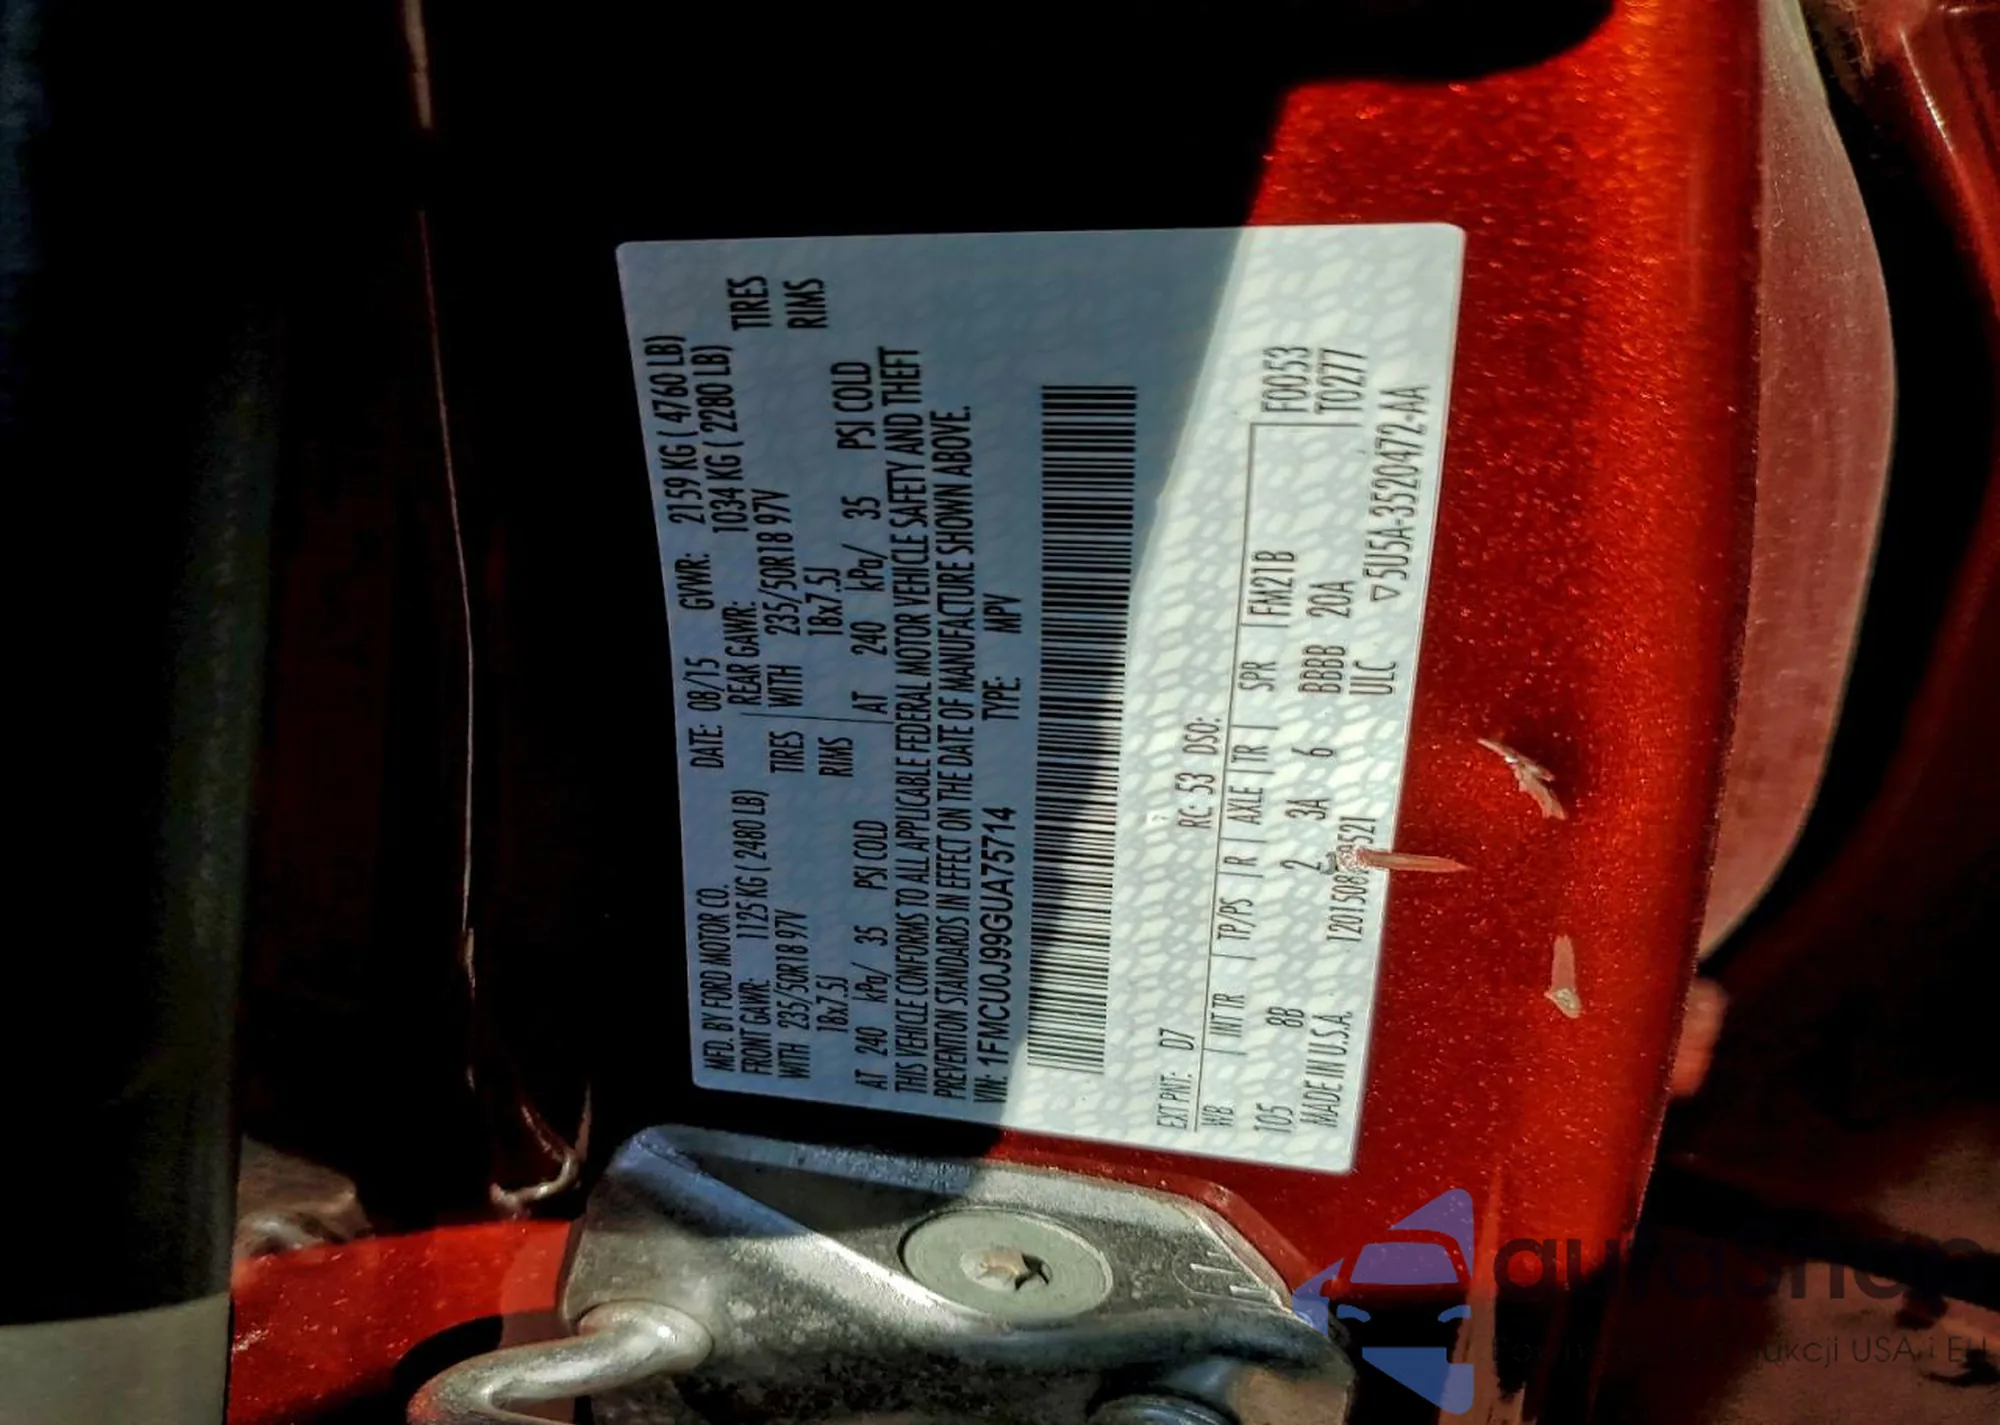 MFD. BY FORD MOTOR CO. DATE: 08/15 GVWR: 2159 KG ( 4760 LB)
FRONT GAWR: 1125 KG ( 2480 LB) REAR GAWR: 1034 KG ( 2280 LB)
WITH 235/50R18 97V TIRES WITH 235/50R18 97V TIRES
18x7.5J RIMS 18x7.5J RIMS
AT 240 kPa/ 35 PSI COLD AT 240 kPa/ 35 PSI COLD
THIS VEHICLE CONFORMS TO ALL APPLICABLE FEDERAL MOTOR VEHICLE SAFETY AND THEFT
PREVENTION STANDARDS IN EFFECT ON THE DATE OF MANUFACTURE SHOWN ABOVE.
VIN: 1FMCU0J99GUA75714 TYPE: MPV
EXT PNT: D7 RC: 53 DSO:
WB INT TR TP/PS R AXLE TR SPR FM21B F0053
105 8B 2 3A 6 BBBB 20A T0277
MADE IN U.S.A. ULC ▽5U5A-3520472-AA
USA i EU